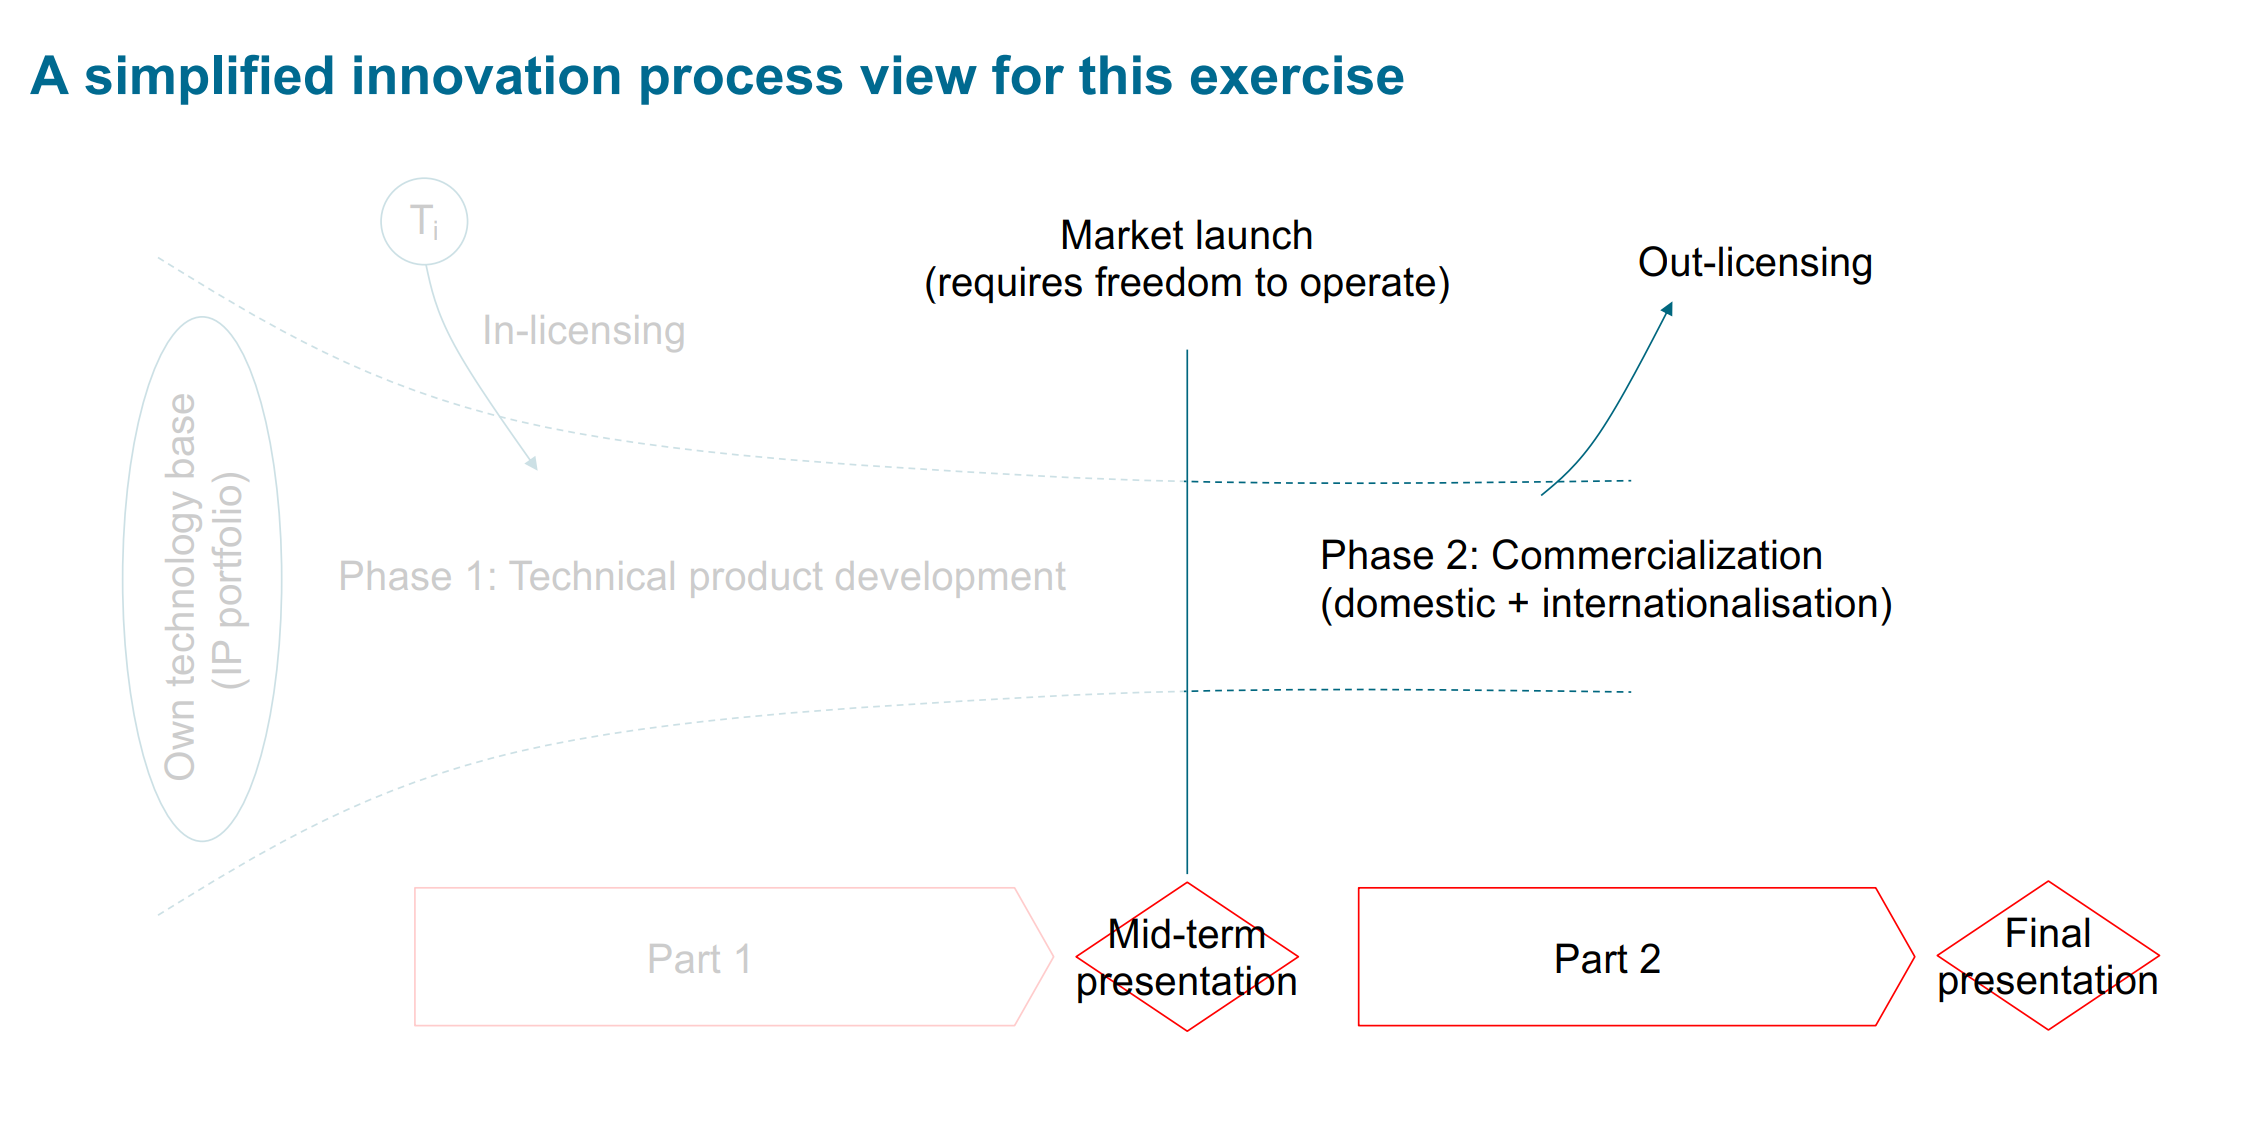 A simplified innovation process view for this exercise
Ti
In-licensing
Market launch
(requires freedom to operate)
Out-licensing
Own technology base
(IP portfolio)
Phase 1: Technical product development
Phase 2: Commercialization
(domestic + internationalisation)
Part 1
Mid-term
presentation
Part 2
Final
presentation